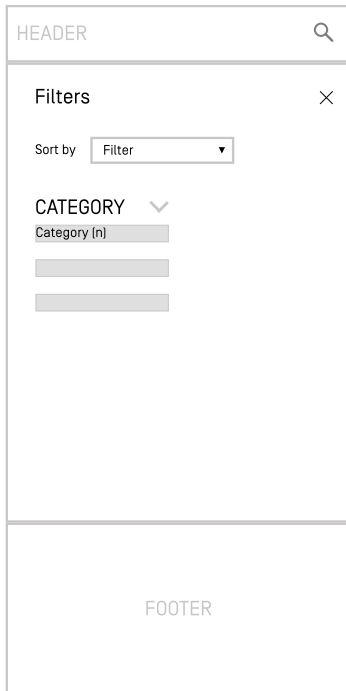 HEADER
Filters
Sort by
Filter
CATEGORY
Category (n)
FOOTER